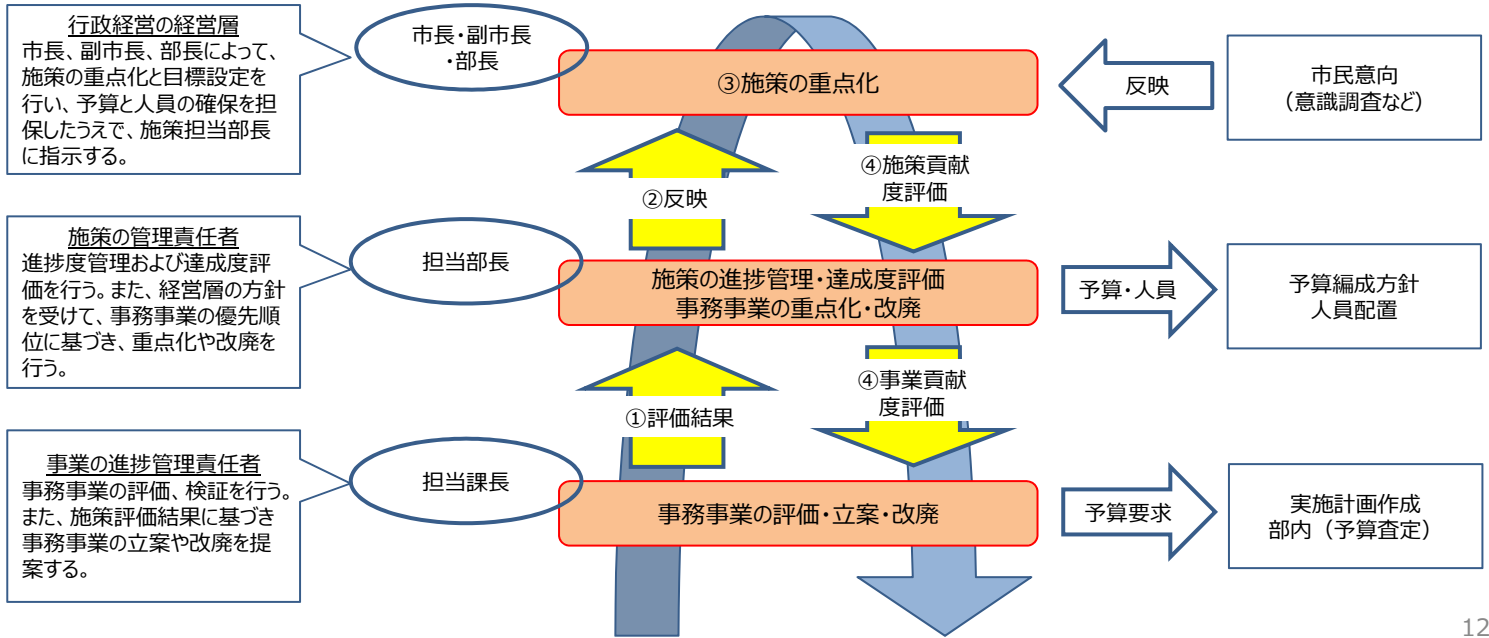 行政経営の経営層
市長、副市長、部長によって、
施策の重点化と目標設定を
行い、予算と人員の確保を担
保したうえで、施策担当部長
に指示する。
市長・副市長
・部長
③施策の重点化
反映
市民意向
（意識調査など）
②反映
④施策貢献
度評価
施策の管理責任者
進捗度管理および達成度評
価を行う。また、経営層の方針
を受けて、事務事業の優先順
位に基づき、重点化や改廃を
行う。
担当部長
施策の進捗管理・達成度評価
事務事業の重点化・改廃
予算・人員
予算編成方針
人員配置
①評価結果
④事業貢献
度評価
事業の進捗管理責任者
事務事業の評価、検証を行う。
また、施策評価結果に基づき
事務事業の立案や改廃を提
案する。
担当課長
事務事業の評価・立案・改廃
予算要求
実施計画作成
部内（予算査定）
12